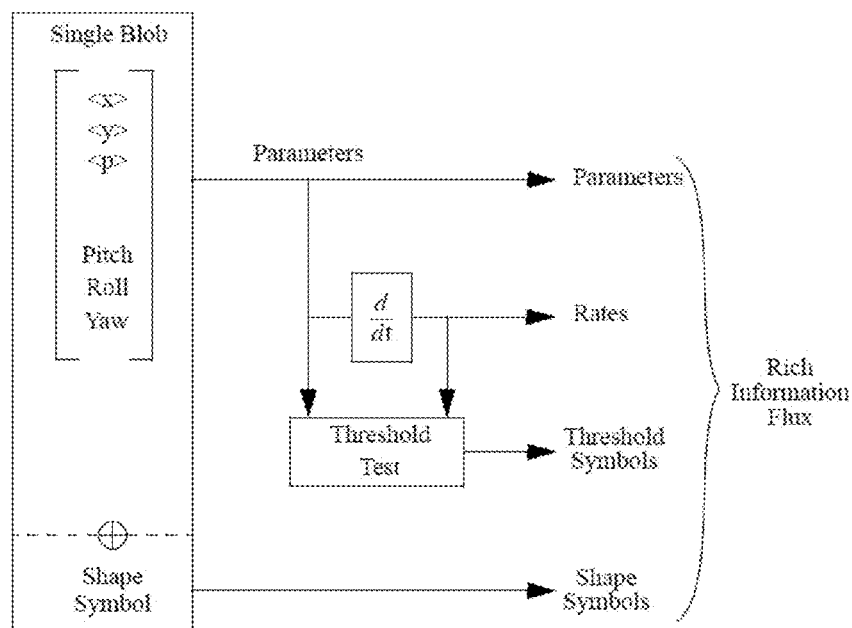 Single Blob
<x>
<y>
<p>
Pitch
Roll
Yaw
Shape
Symbol
Parameters
d
dt
Threshold
Test
Parameters
Rates
Threshold
Symbols
Shape
Symbols
Rich
Information
Flux